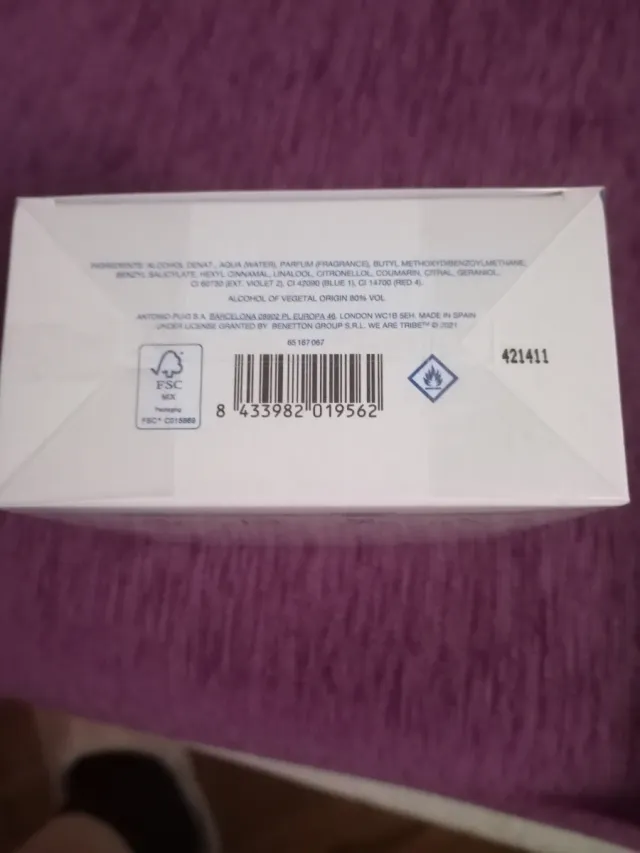 INGREDIENTS: ALCOHOL DENAT., AQUA (WATER), PARFUM (FRAGRANCE), BUTYL METHOXYDIBENZOYLMETHANE,
BENZYL SALICYLATE, HEXYL CINNAMAL, LINALOOL, CITRONELLOL, COUMARIN, CITRAL, GERANIOL,
CI 60730 (EXT. VIOLET 2), CI 42090 (BLUE 1), CI 14700 (RED 4).
ALCOHOL OF VEGETAL ORIGIN 80% VOL
ANTONIO PUIG S.A. BARCELONA 08902 PL EUROPA 46. LONDON WC1B 5EH. MADE IN SPAIN
UNDER LICENSE GRANTED BY BENETTON GROUP S.R.L. WE ARE TRIBE™ © 2021
65187067
421411
FSC
MIX
Packaging
FSC®
8 433982 019562